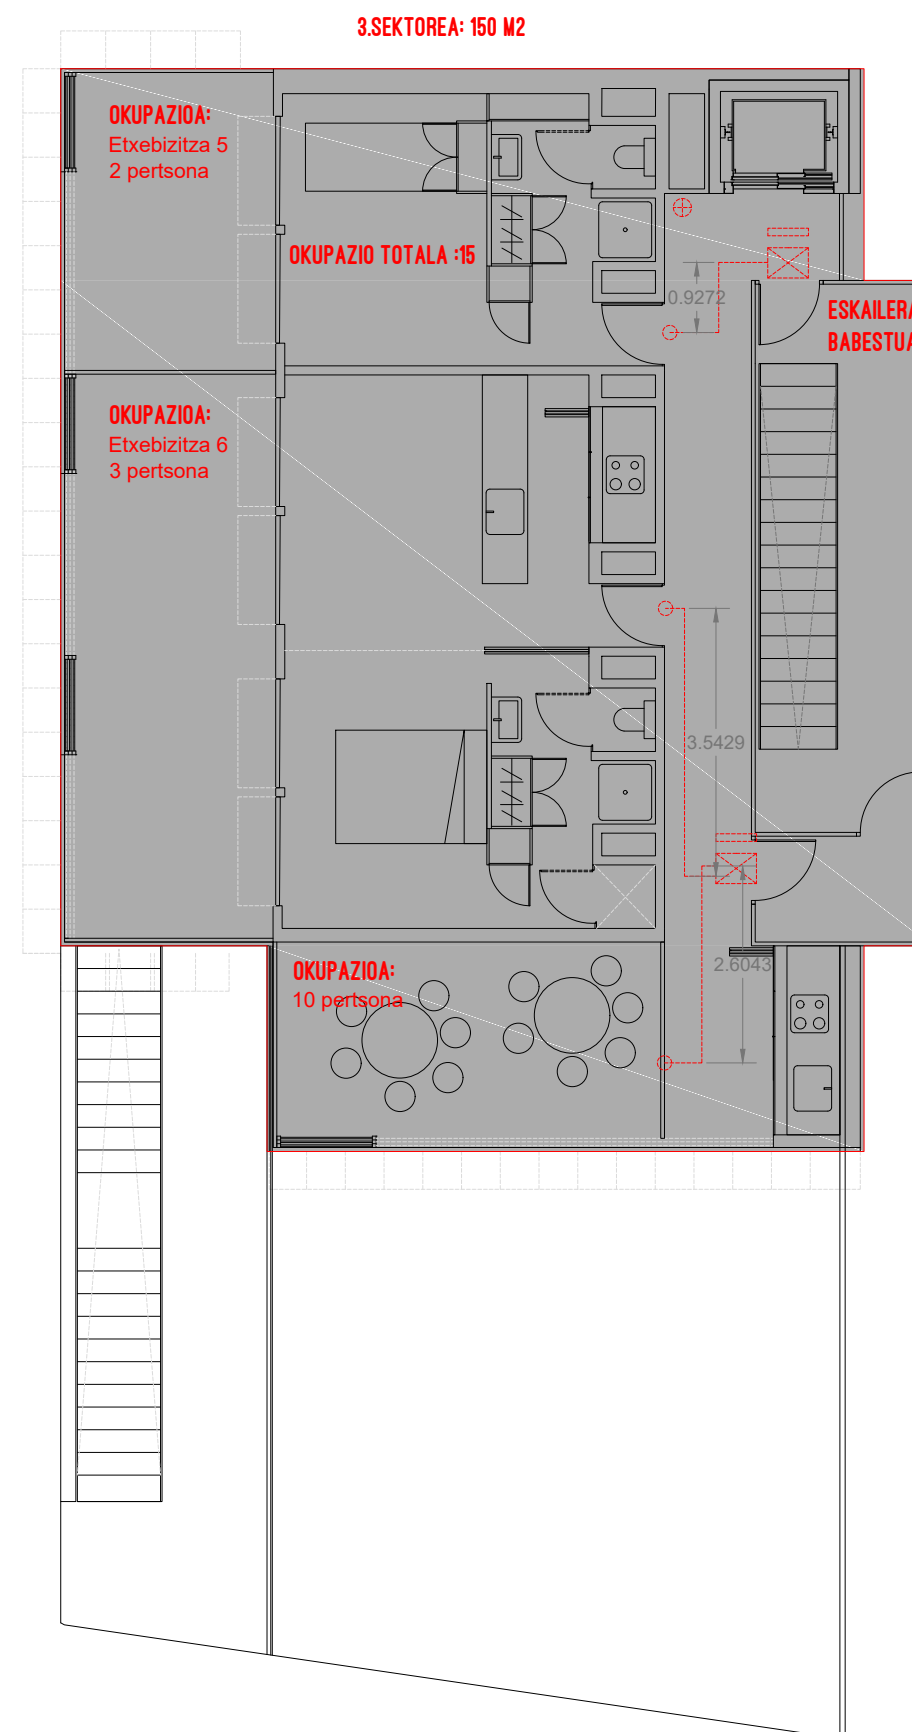 3.SEKTOREA: 150 M2
OKUPAZIOA:
Etxebizitza 5
2 pertsona
OKUPAZIO TOTALA :15
0.9272
ESKAILERA
BABESTUA
OKUPAZIOA:
Etxebizitza 6
3 pertsona
3.5429
OKUPAZIOA:
10 pertsona
2.6043